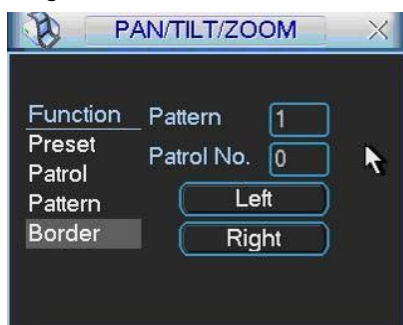 PAN/TILT/ZOOM
Function
Preset
Patrol
Pattern
Border
Pattern 1
Patrol No. 0
Left
Right